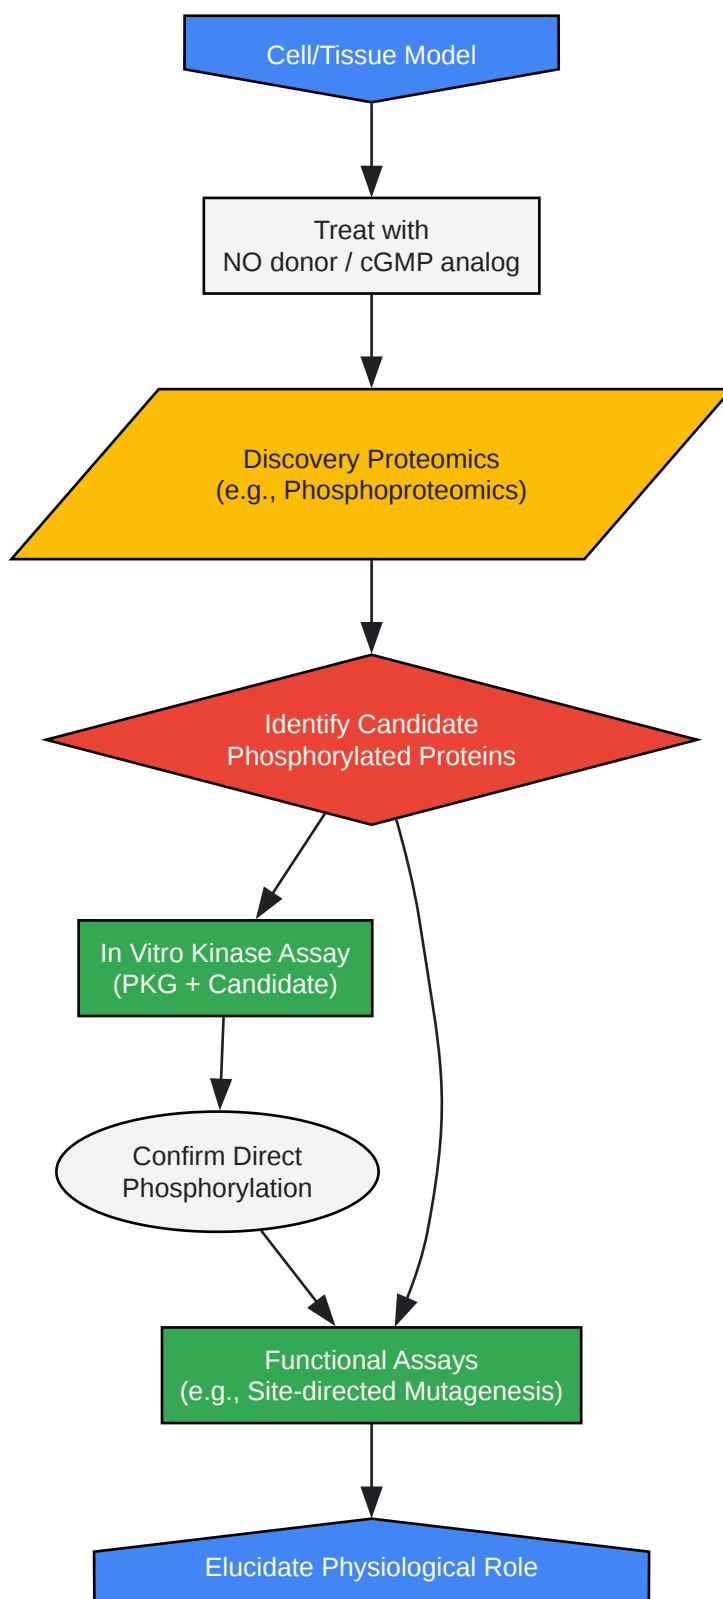 Cell/Tissue Model
Treat with
NO donor / cGMP analog
Discovery Proteomics
(e.g., Phosphoproteomics)
Identify Candidate
Phosphorylated Proteins
In Vitro Kinase Assay
(PKG + Candidate)
Confirm Direct
Phosphorylation
Functional Assays
(e.g., Site-directed Mutagenesis)
Elucidate Physiological Role